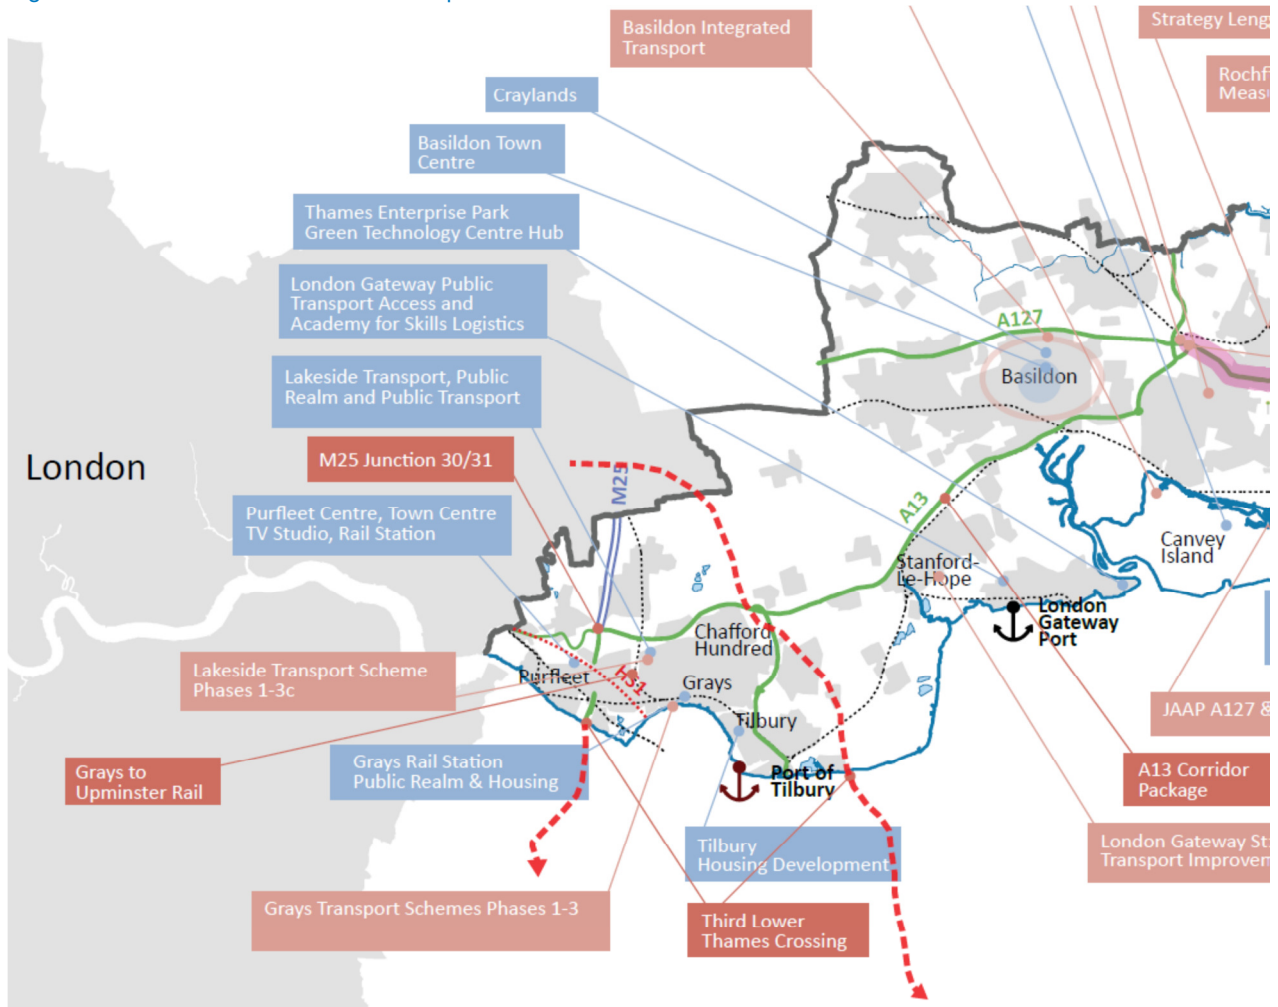 Basildon Integrated
Transport
Strategy Leng
Rochf
Meas
Craylands
Basildon Town
Centre
Thames Enterprise Park
Green Technology Centre Hub
London Gateway Public
Transport Access and
Academy for Skills Logistics
A127
Lakeside Transport, Public
Realm and Public Transport
Basildon
M25 Junction 30/31
London
M25
A13
Purfleet Centre, Town Centre
TV Studio, Rail Station
Canvey
Island
Stanford-
Le-Hope
London
Gateway
Port
Chafford
Hundred
Lakeside Transport Scheme
Phases 1-3c
Purfleet
HS1
Grays
Tilbury
JAAP A127 &
Grays Rail Station
Public Realm & Housing
Grays to
Upminster Rail
Port of
Tilbury
A13 Corridor
Package
Tilbury
Housing Development
London Gateway St
Transport Improvem
Grays Transport Schemes Phases 1-3
Third Lower
Thames Crossing